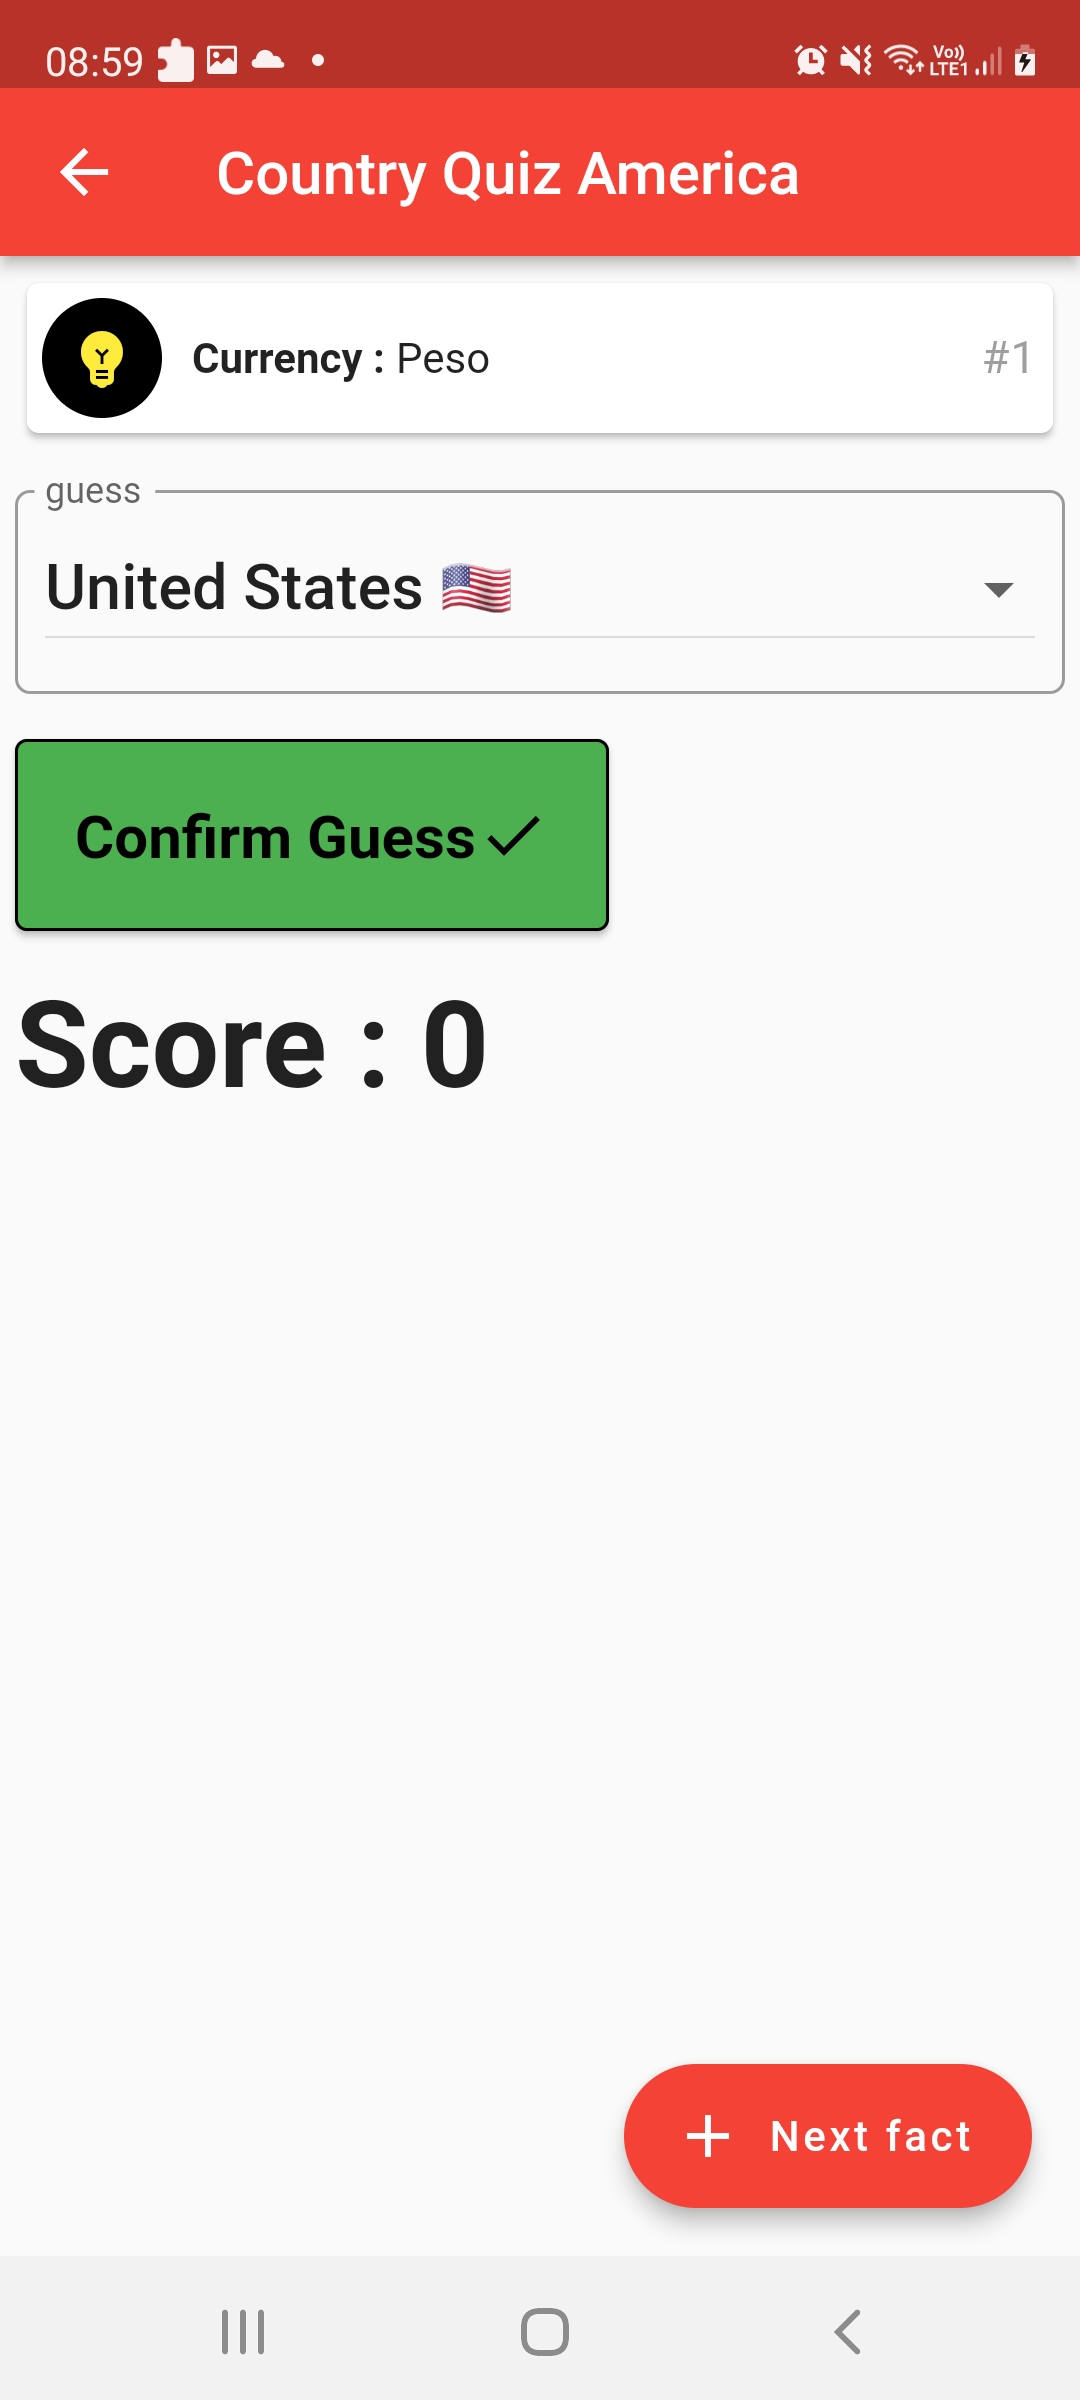 08:59 Vo)) LTE1
Country Quiz America
Currency : Peso #1
guess
United States
Confirm Guess
Score : 0
Next fact